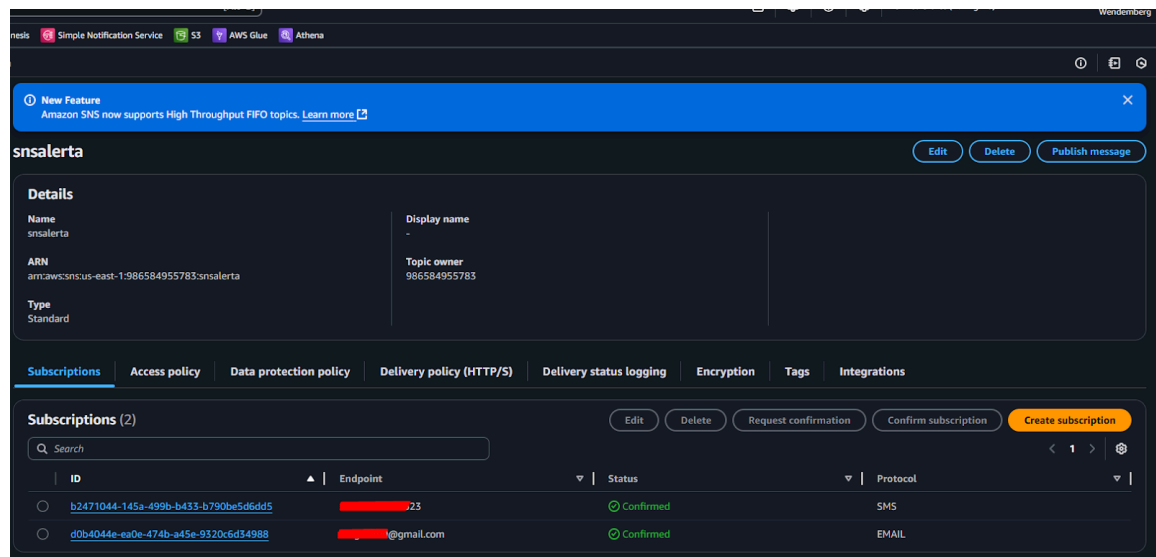 Wendemberg
nesis Simple Notification Service S3 AWS Glue Athena
New Feature
Amazon SNS now supports High Throughput FIFO topics. Learn more
snsalerta Edit Delete Publish message
Details
Name Display name
snsalerta -
ARN Topic owner
arn:aws:sns:us-east-1:986584955783:snsalerta 986584955783
Type
Standard
Subscriptions Access policy Data protection policy Delivery policy (HTTP/S) Delivery status logging Encryption Tags Integrations
Subscriptions (2) Edit Delete Request confirmation Confirm subscription Create subscription
Search 1
ID Endpoint Status Protocol
b2471044-145a-499b-b433-b790be5d6dd5 23 Confirmed SMS
d0b4044e-ea0e-474b-a45e-9320c6d34988 @gmail.com Confirmed EMAIL